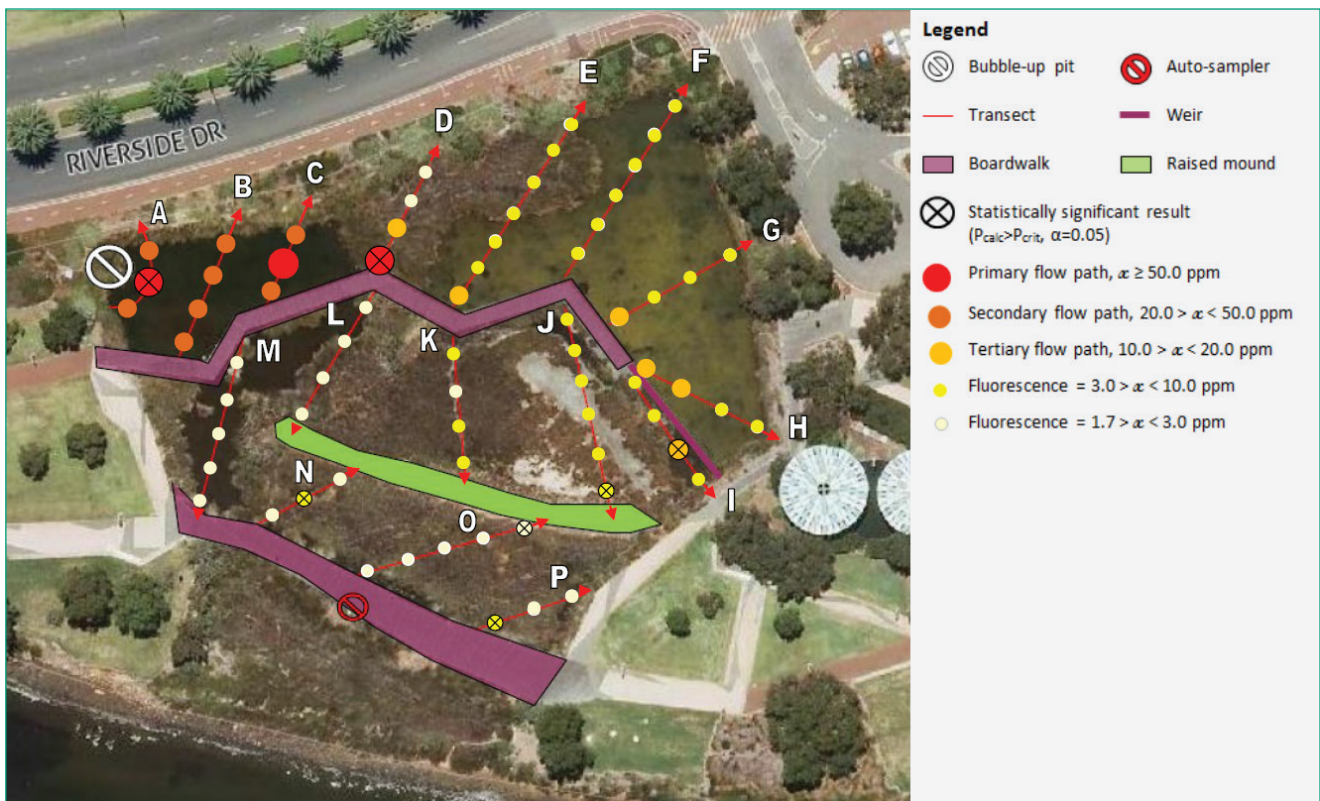 RIVERSIDE DR
A
B
C
D
E
F
G
H
I
J
K
L
M
N
O
P
Legend
Bubble-up pit
Auto-sampler
Transect
Weir
Boardwalk
Raised mound
Statistically significant result
(Pcalc>Pcrit, α=0.05)
Primary flow path, 𝓍 ≥ 50.0 ppm
Secondary flow path, 20.0 > 𝓍 < 50.0 ppm
Tertiary flow path, 10.0 > 𝓍 < 20.0 ppm
Fluorescence = 3.0 > 𝓍 < 10.0 ppm
Fluorescence = 1.7 > 𝓍 < 3.0 ppm